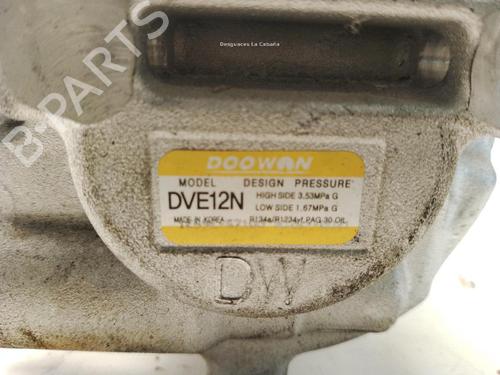 Desguaces La Cabaña
B-PARTS
DOOWON
MODEL DESIGN PRESSURE
DVE12N HIGH SIDE 3.53MPa G
LOW SIDE 1.67MPa G
MADE IN KOREA R134a/R1234yf, PAG 30 OIL
DW